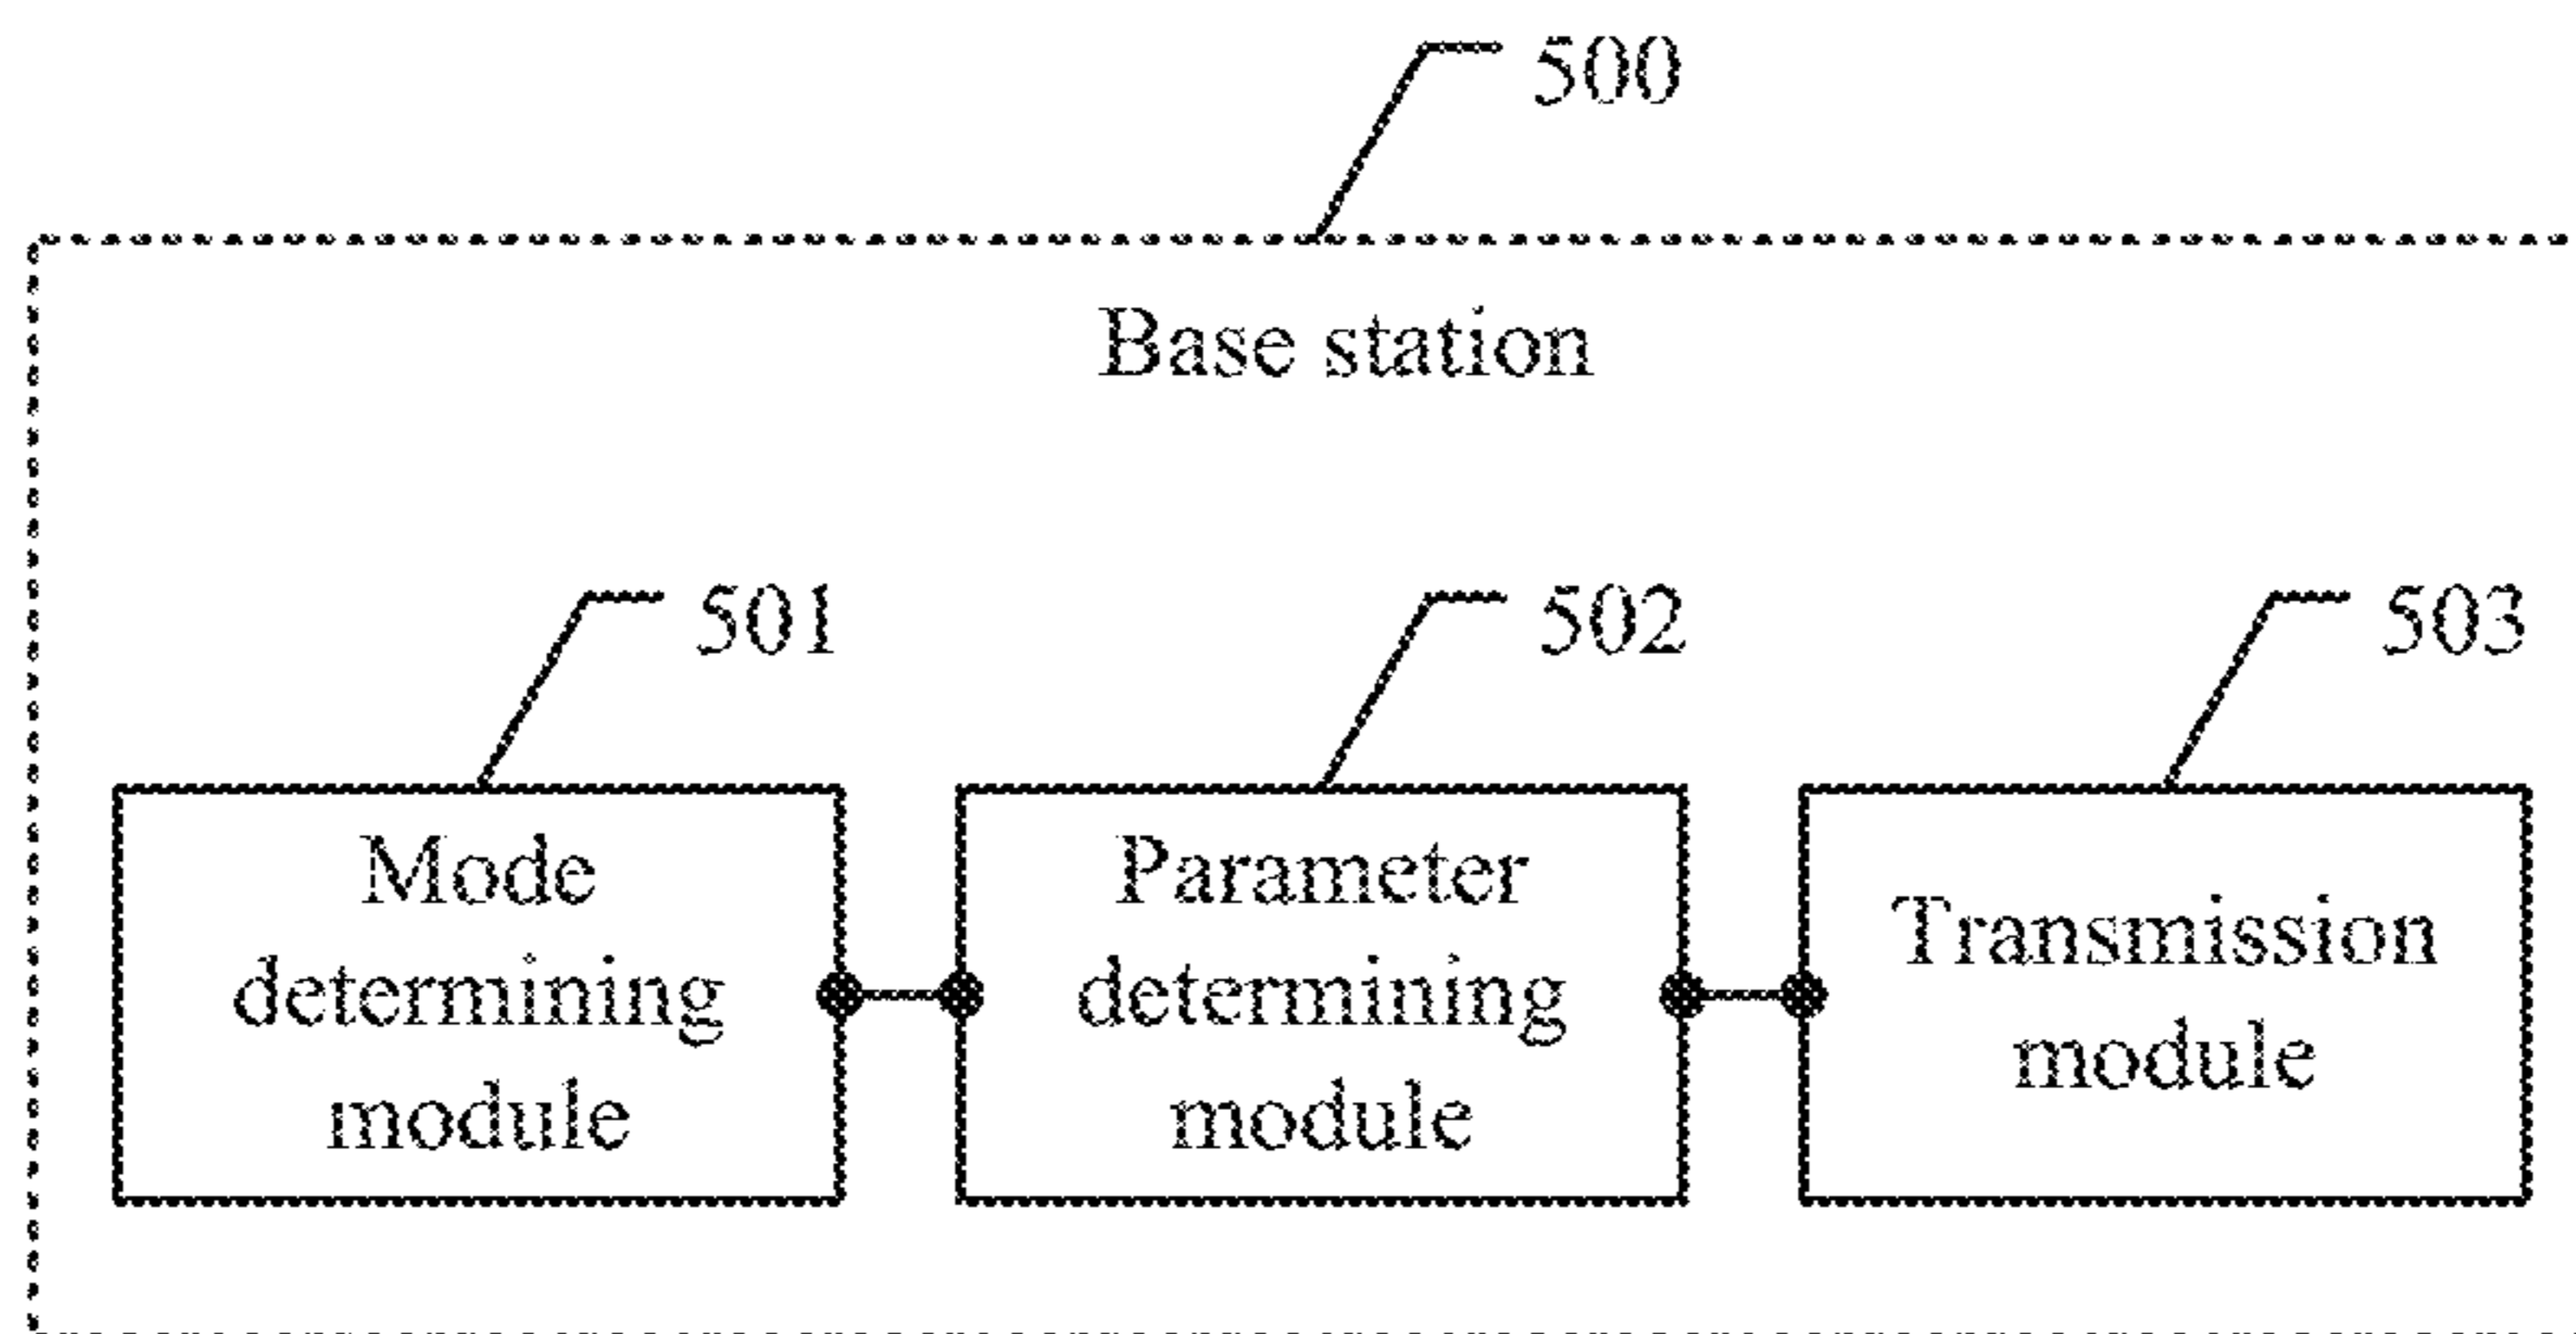 500
Base station
501
502
503
Mode
determining
module
Parameter
determining
module
Transmission
module